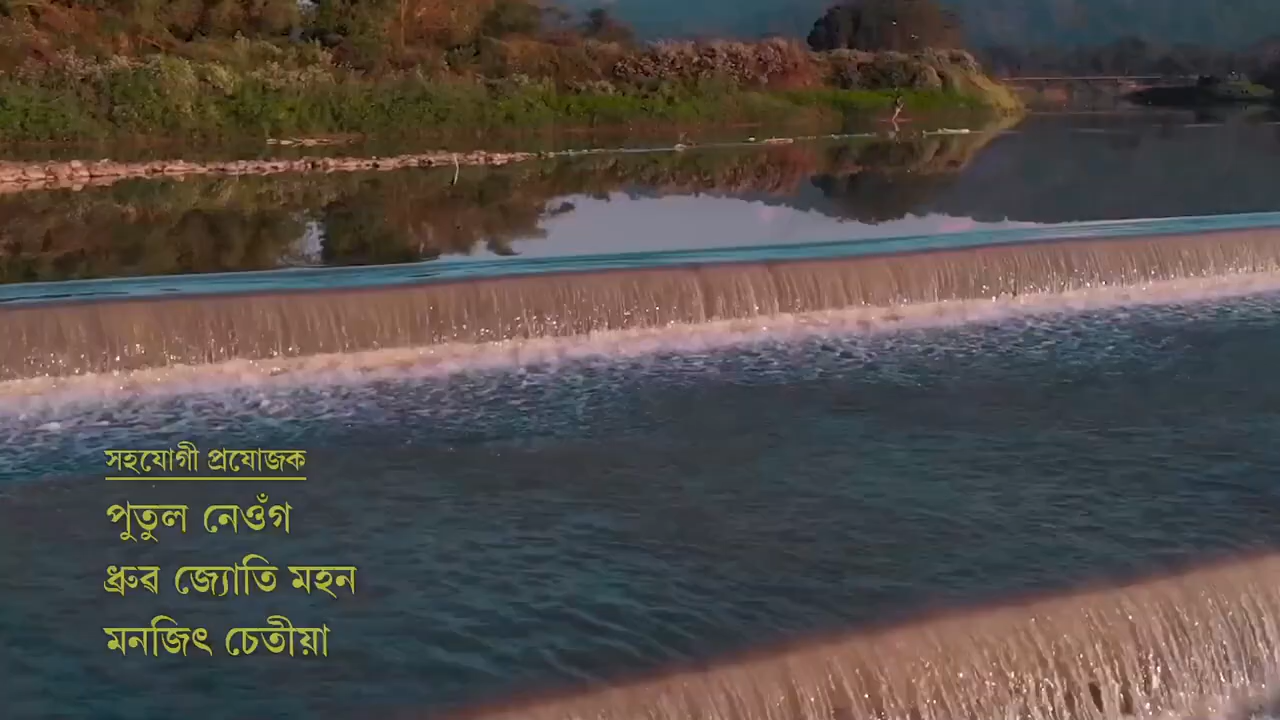 সহযোগী প্ৰযোজক
পুতুল নেওঁগ
ধ্ৰুৱ জ্যোতি মহন
মনজিৎ চেতীয়া